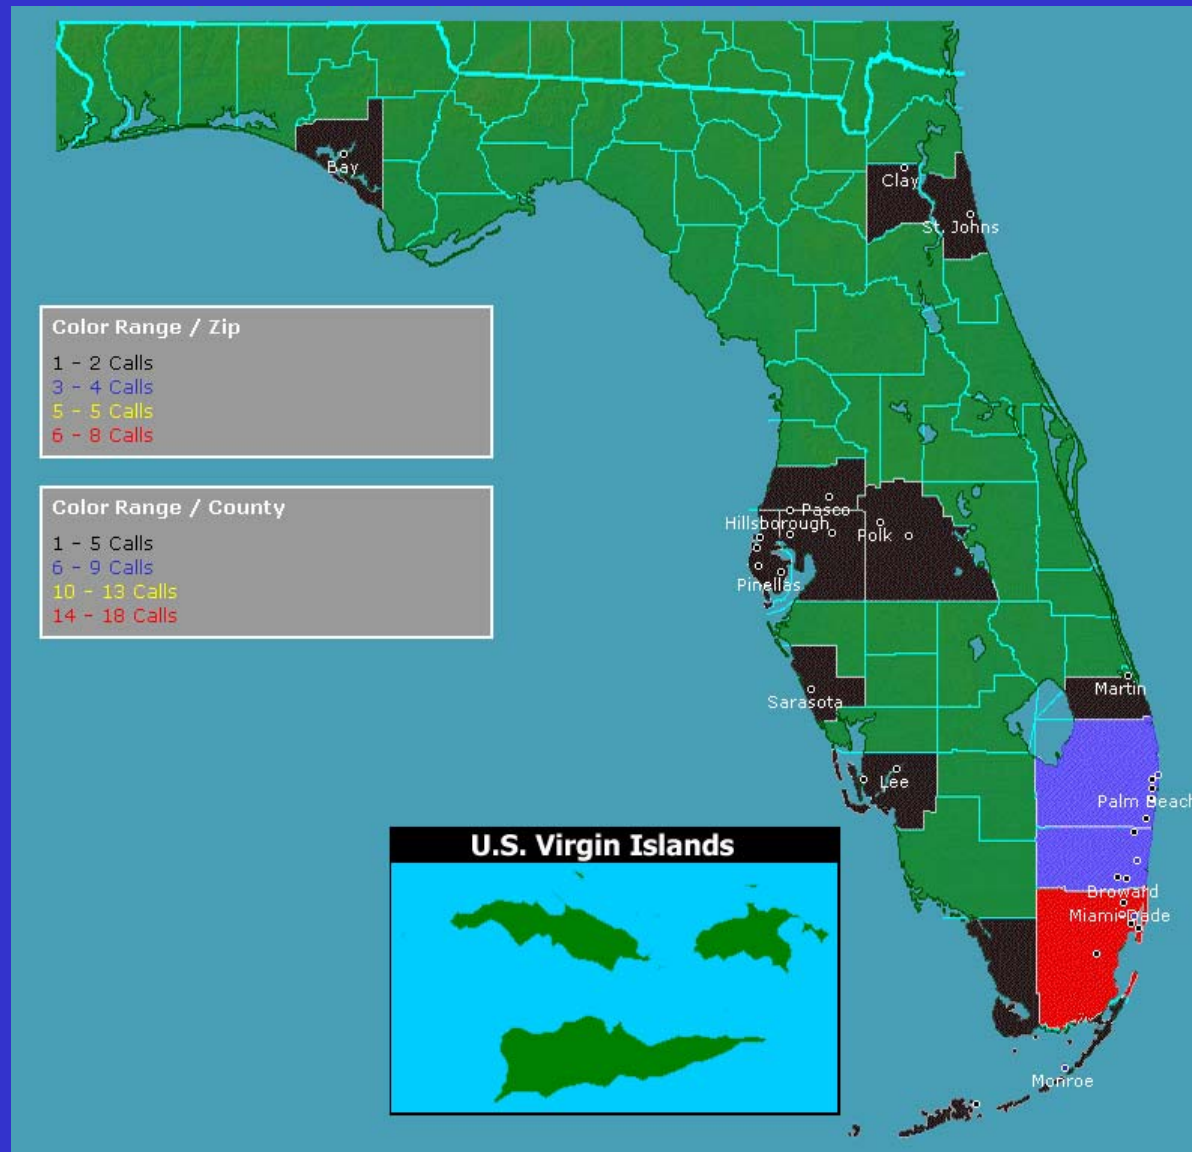 Bay
Clay
St. Johns
Color Range / Zip
1 - 2 Calls
3 - 4 Calls
5 - 5 Calls
6 - 8 Calls
Color Range / County
1 - 5 Calls
6 - 9 Calls
10 - 13 Calls
14 - 18 Calls
Pasco
Hillsborough
Polk
Pinellas
Sarasota
Martin
Lee
Palm Beach
U.S. Virgin Islands
Broward
Miami-Dade
Monroe